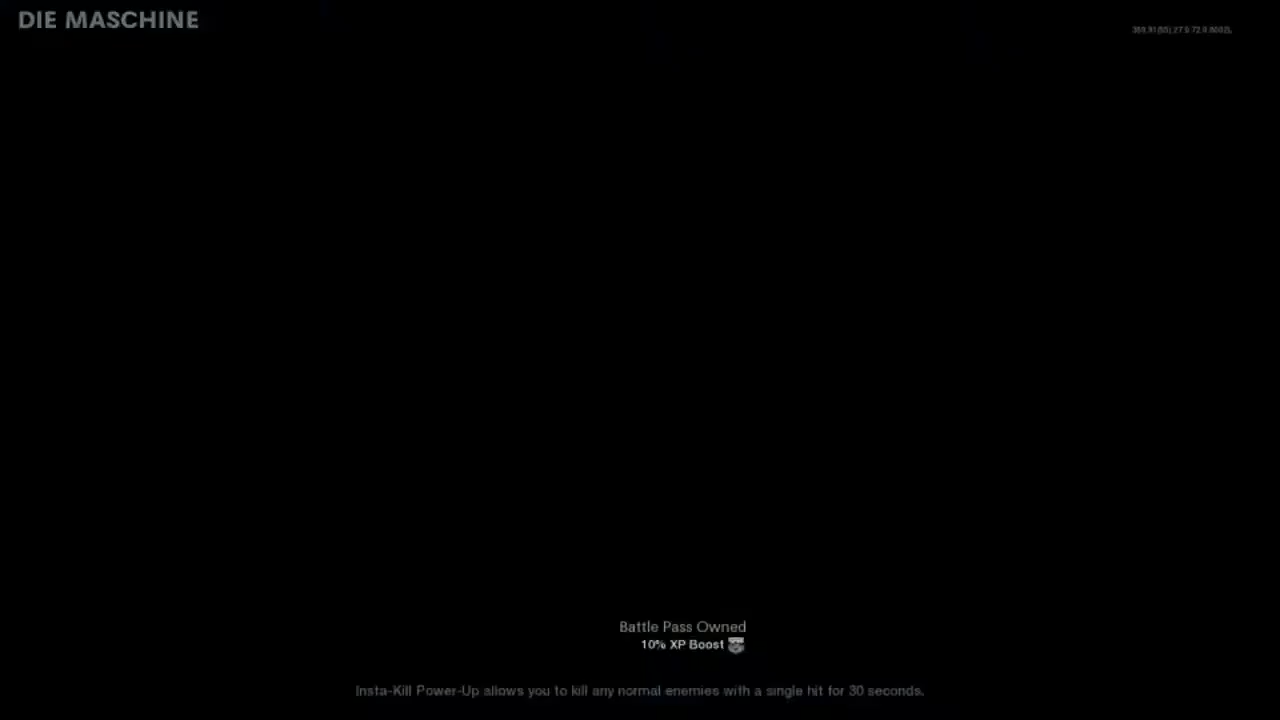 DIE MASCHINE
Battle Pass Owned
10% XP Boost
Insta-Kill Power-Up allows you to kill any normal enemies with a single hit for 30 seconds.